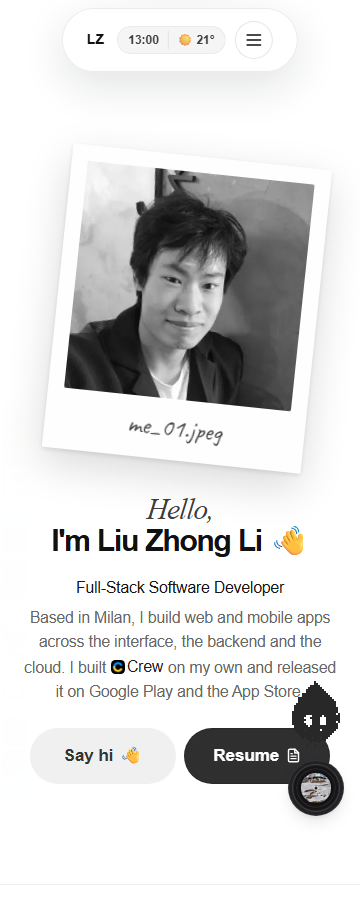 LZ 13:00 21°
me_01.jpeg
Hello,
I'm Liu Zhong Li
Full-Stack Software Developer
Based in Milan, I build web and mobile apps
across the interface, the backend and the
cloud. I built Crew on my own and released
it on Google Play and the App Store
Say hi Resume